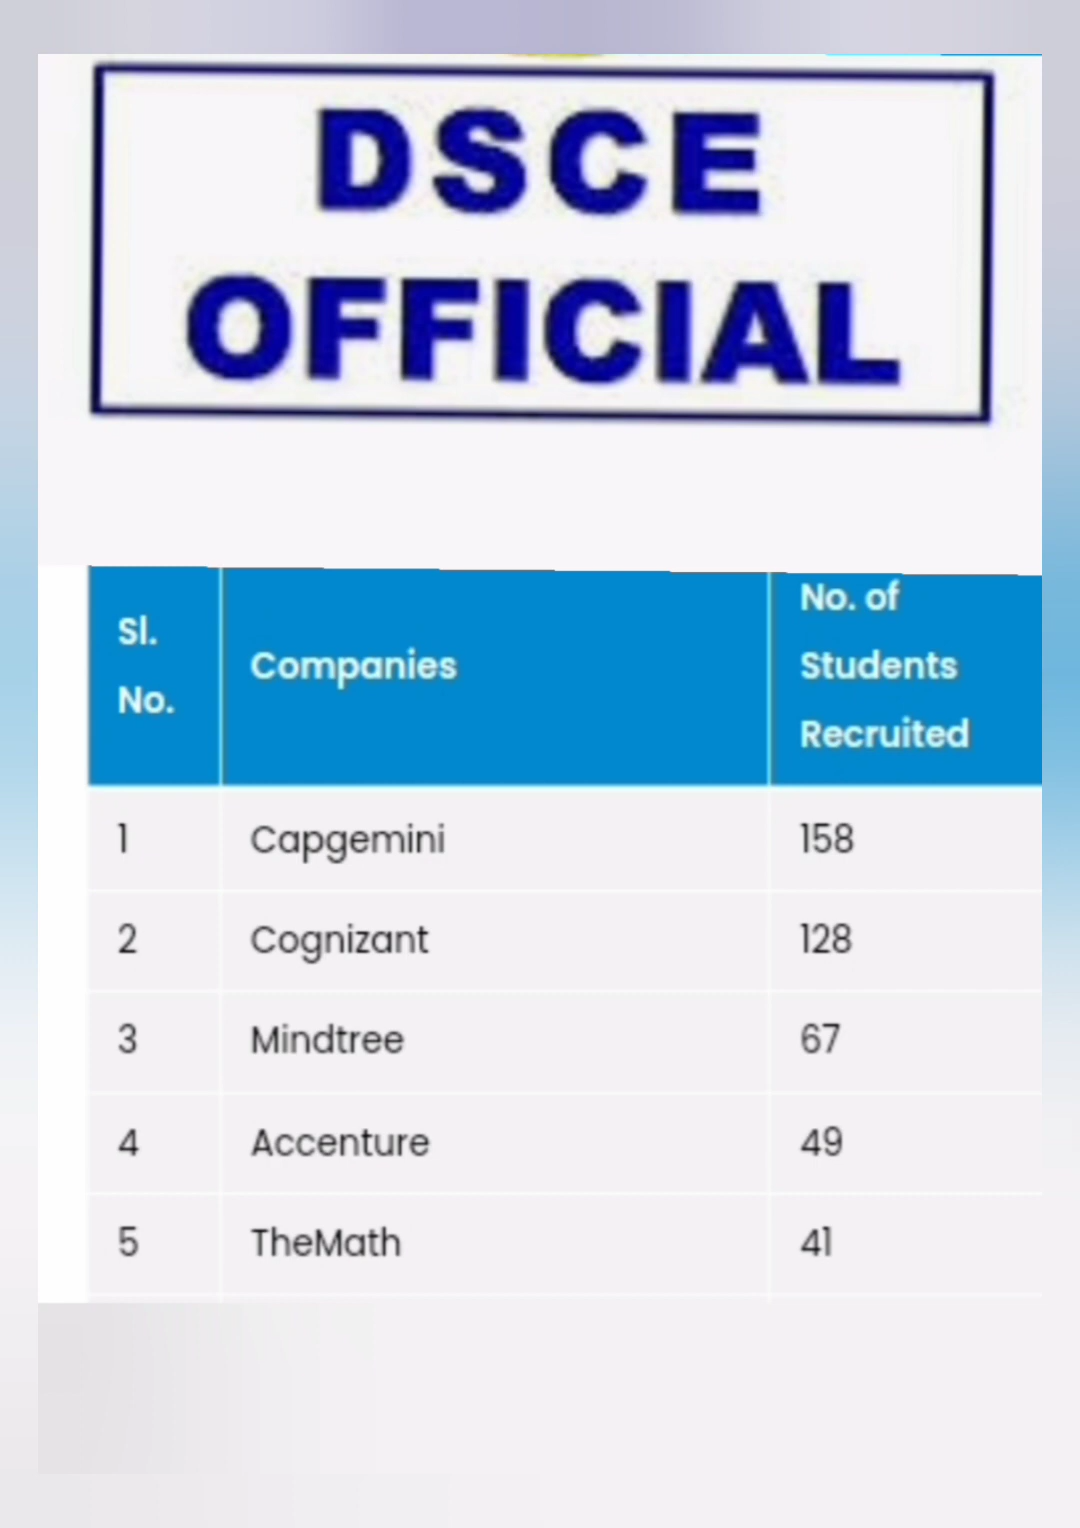 DSCE
OFFICIAL
Sl. No. Companies No. of Students Recruited
1 Capgemini 158
2 Cognizant 128
3 Mindtree 67
4 Accenture 49
5 TheMath 41